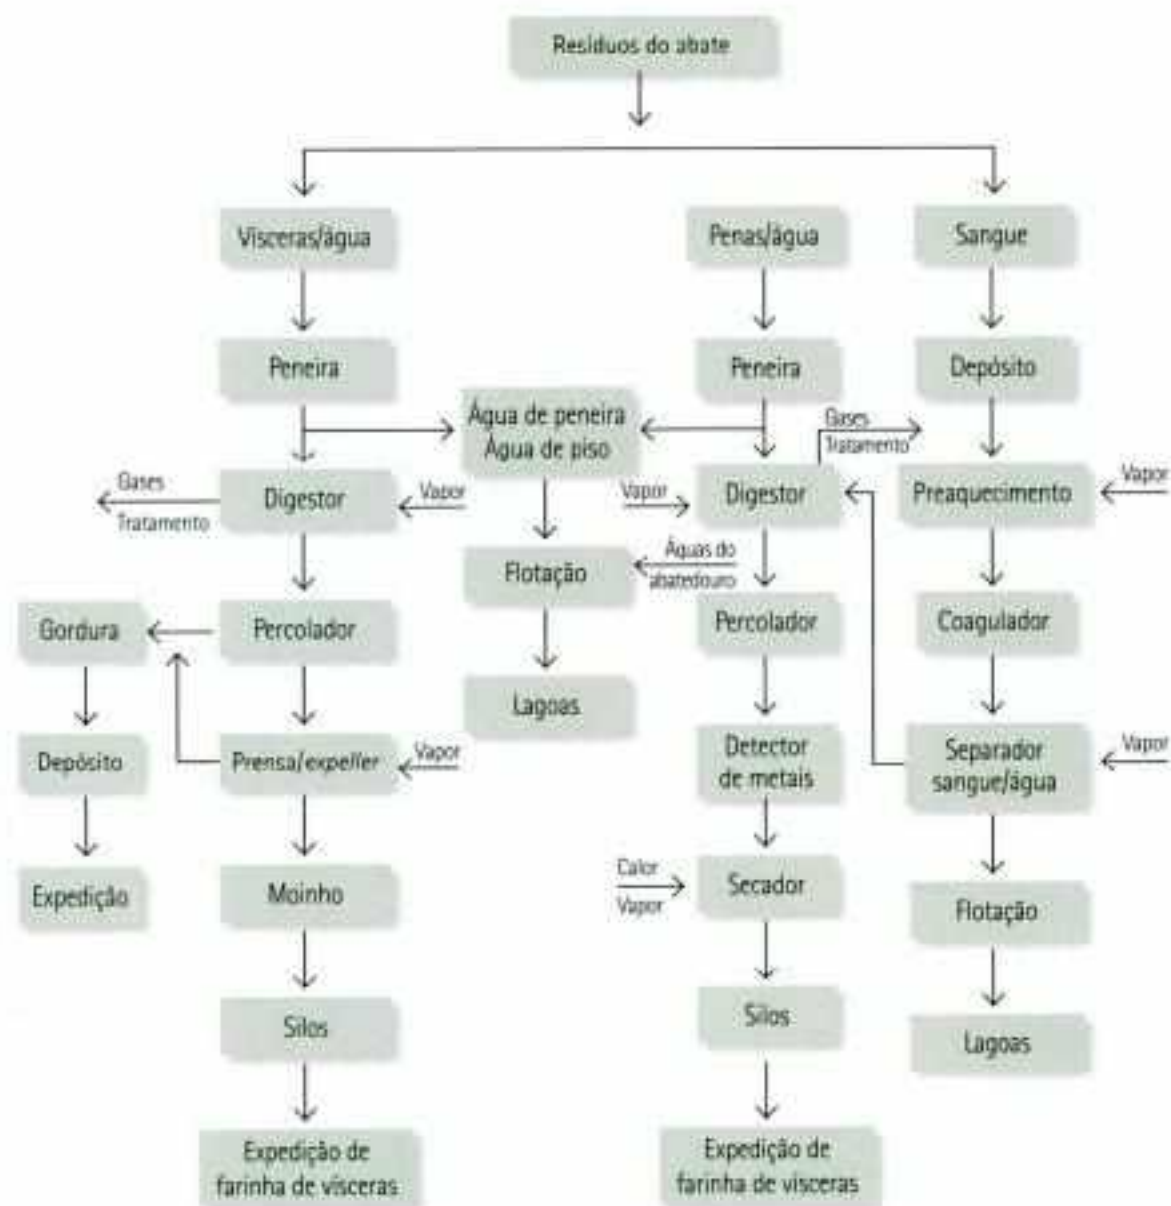 Resíduos do abate
Vísceras/água
Penas/água
Sangue
Peneira
Peneira
Depósito
Água de peneira
Água de piso
Gases
Tratamento
Gases
Tratamento
Digestor
Vapor
Vapor
Digestor
Preaquecimento
Vapor
Flotação
Águas do
abatedouro
Gordura
Percolador
Percolador
Coagulador
Lagoas
Depósito
Prensa/expeller
Vapor
Detector
de metais
Separador
sangue/água
Vapor
Expedição
Moinho
Calor
Vapor
Secador
Flotação
Silos
Silos
Lagoas
Expedição de
farinha de vísceras
Expedição de
farinha de vísceras